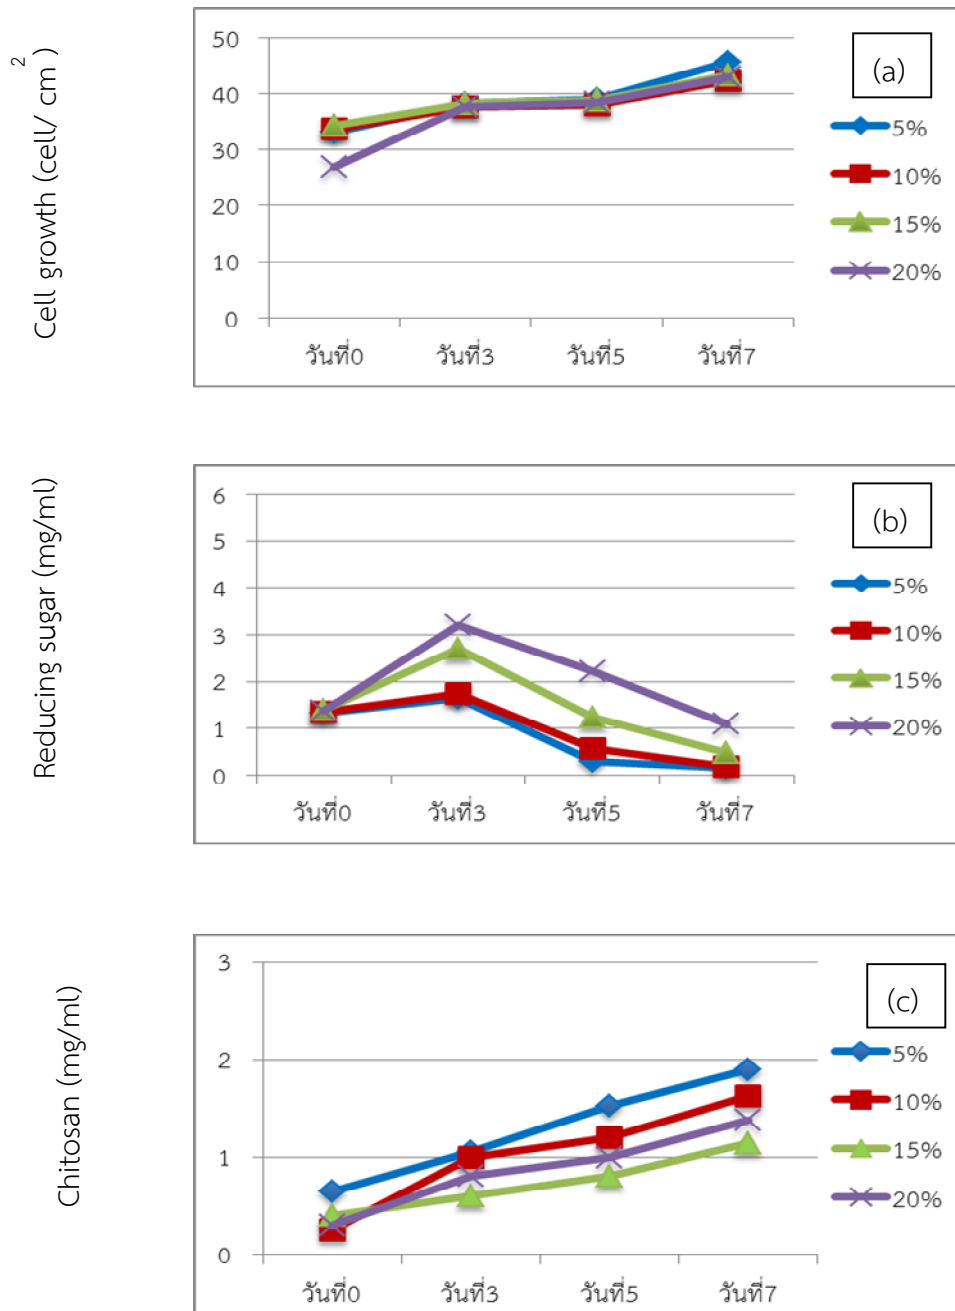 Cell growth (cell/ cm 2 )
50
40
30
20
10
0
วันที่0
วันที่3
วันที่5
วันที่7
(a)
5%
10%
15%
20%
Reducing sugar (mg/ml)
6
5
4
3
2
1
0
วันที่0
วันที่3
วันที่5
วันที่7
(b)
5%
10%
15%
20%
Chitosan (mg/ml)
3
2
1
0
วันที่0
วันที่3
วันที่5
วันที่7
(c)
5%
10%
15%
20%